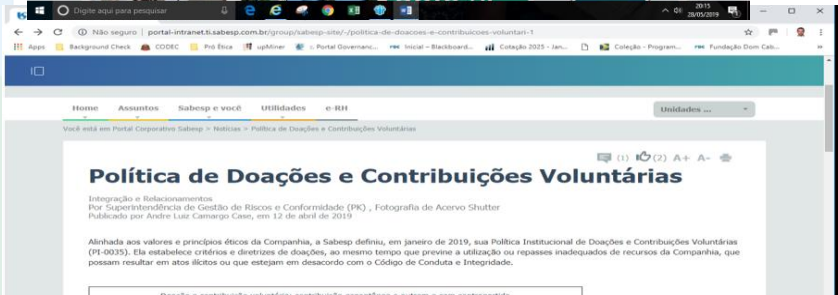 Digite aqui para pesquisar
20:15
28/05/2019
Não seguro | portal-intranet.ti.sabesp.com.br/group/sabesp-site/-/politica-de-doacoes-e-contribuicoes-voluntari-1
Apps Background Check CODEC Pró Ética upMiner :: Portal Governanc... Inicial – Blackboard... Cotação 2025 - Jan... Coleção - Program... Fundação Dom Cab...
Home Assuntos Sabesp e você Utilidades e-RH Unidades ...
Você está em Portal Corporativo Sabesp > Notícias > Política de Doações e Contribuições Voluntárias
(1) (2) A+ A-
Política de Doações e Contribuições Voluntárias
Integração e Relacionamentos
Por Superintendência de Gestão de Riscos e Conformidade (PK) , Fotografia de Acervo Shutter
Publicado por Andre Luiz Camargo Case, em 12 de abril de 2019
Alinhada aos valores e princípios éticos da Companhia, a Sabesp definiu, em janeiro de 2019, sua Política Institucional de Doações e Contribuições Voluntárias
(PI-0035). Ela estabelece critérios e diretrizes de doações, ao mesmo tempo que previne a utilização ou repasses inadequados de recursos da Companhia, que
possam resultar em atos ilícitos ou que estejam em desacordo com o Código de Conduta e Integridade.